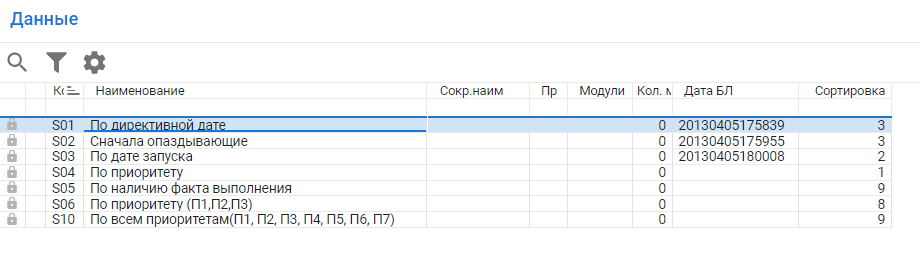 Данные
Кс Наименование Сокр.наим Пр Модули Кол. м Дата БЛ Сортировка
S01 По директивной дате 0 20130405175839 3
S02 Сначала опаздывающие 0 20130405175955 3
S03 По дате запуска 0 20130405180008 2
S04 По приоритету 0 1
S05 По наличию факта выполнения 0 9
S06 По приоритету (П1,П2,П3) 0 8
S10 По всем приоритетам(П1, П2, П3, П4, П5, П6, П7) 0 9